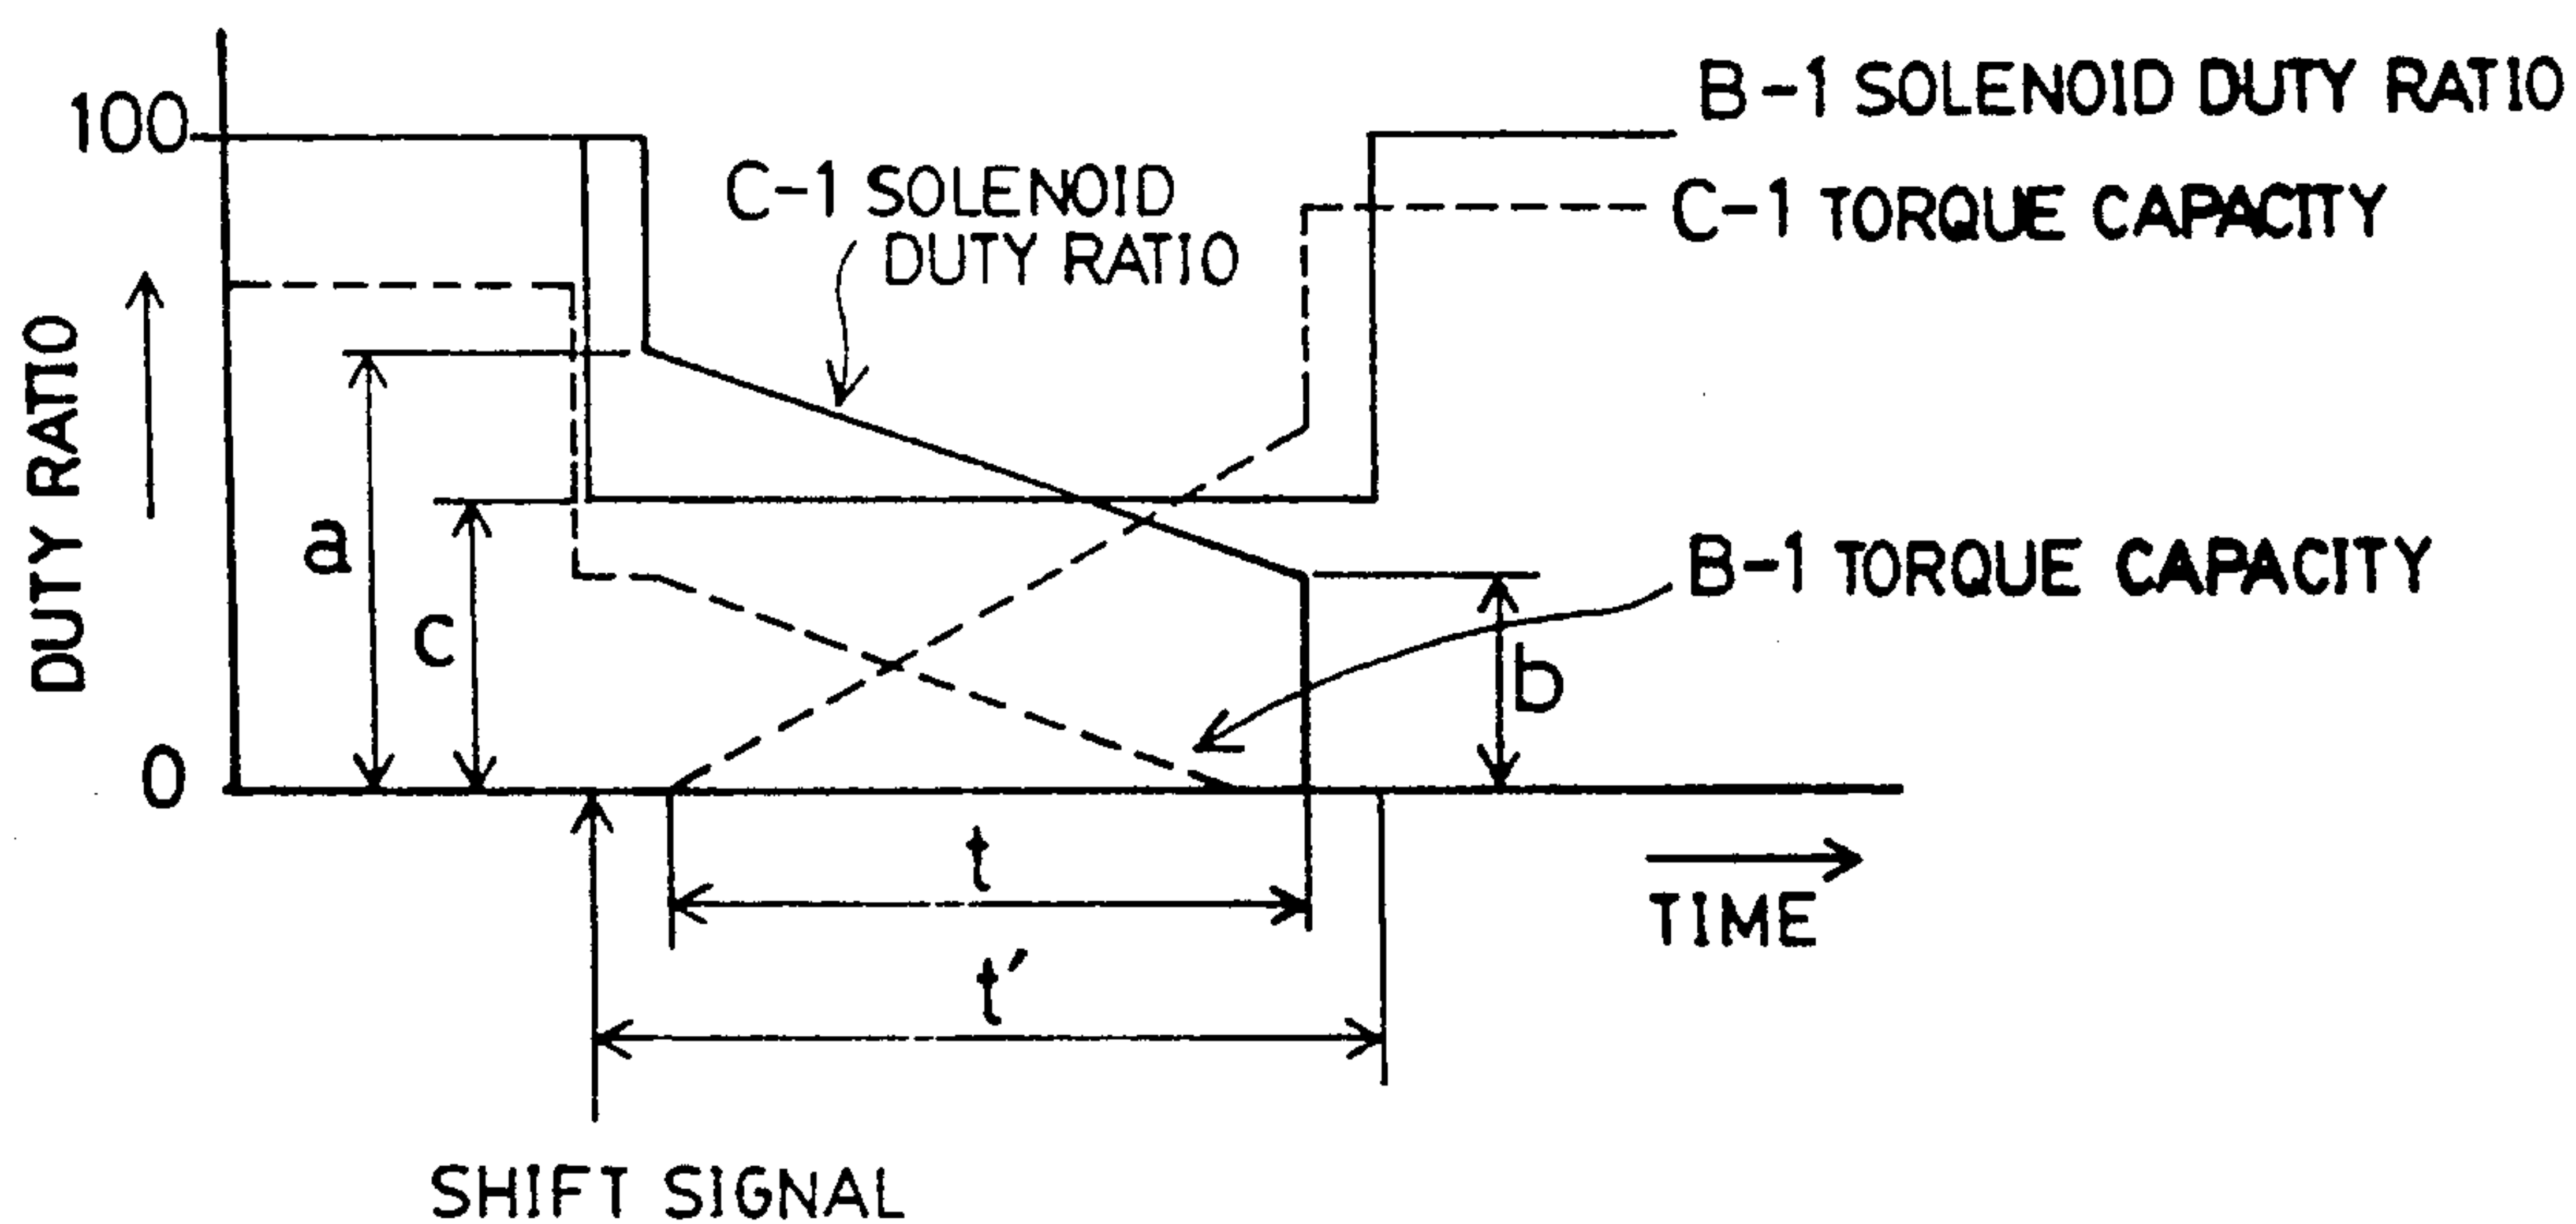 100
B-1 SOLENOID DUTY RATIO
C-1 SOLENOID
DUTY RATIO
C-1 TORQUE CAPACITY
DUTY RATIO
a
c
B-1 TORQUE CAPACITY
b
0
t
TIME
t′
SHIFT SIGNAL